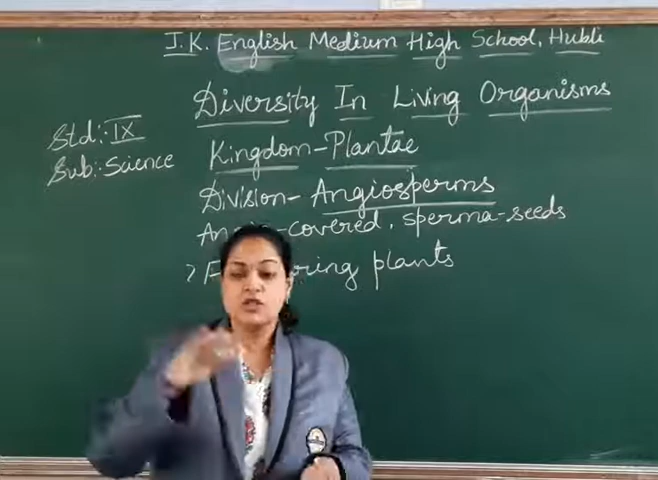 J.K. English Medium High School, Hubli
Diversity In Living Organisms
Std:- IX
Sub:- Science
Kingdom-Plantae
Division- Angiosperms
covered, sperma-seeds
plants